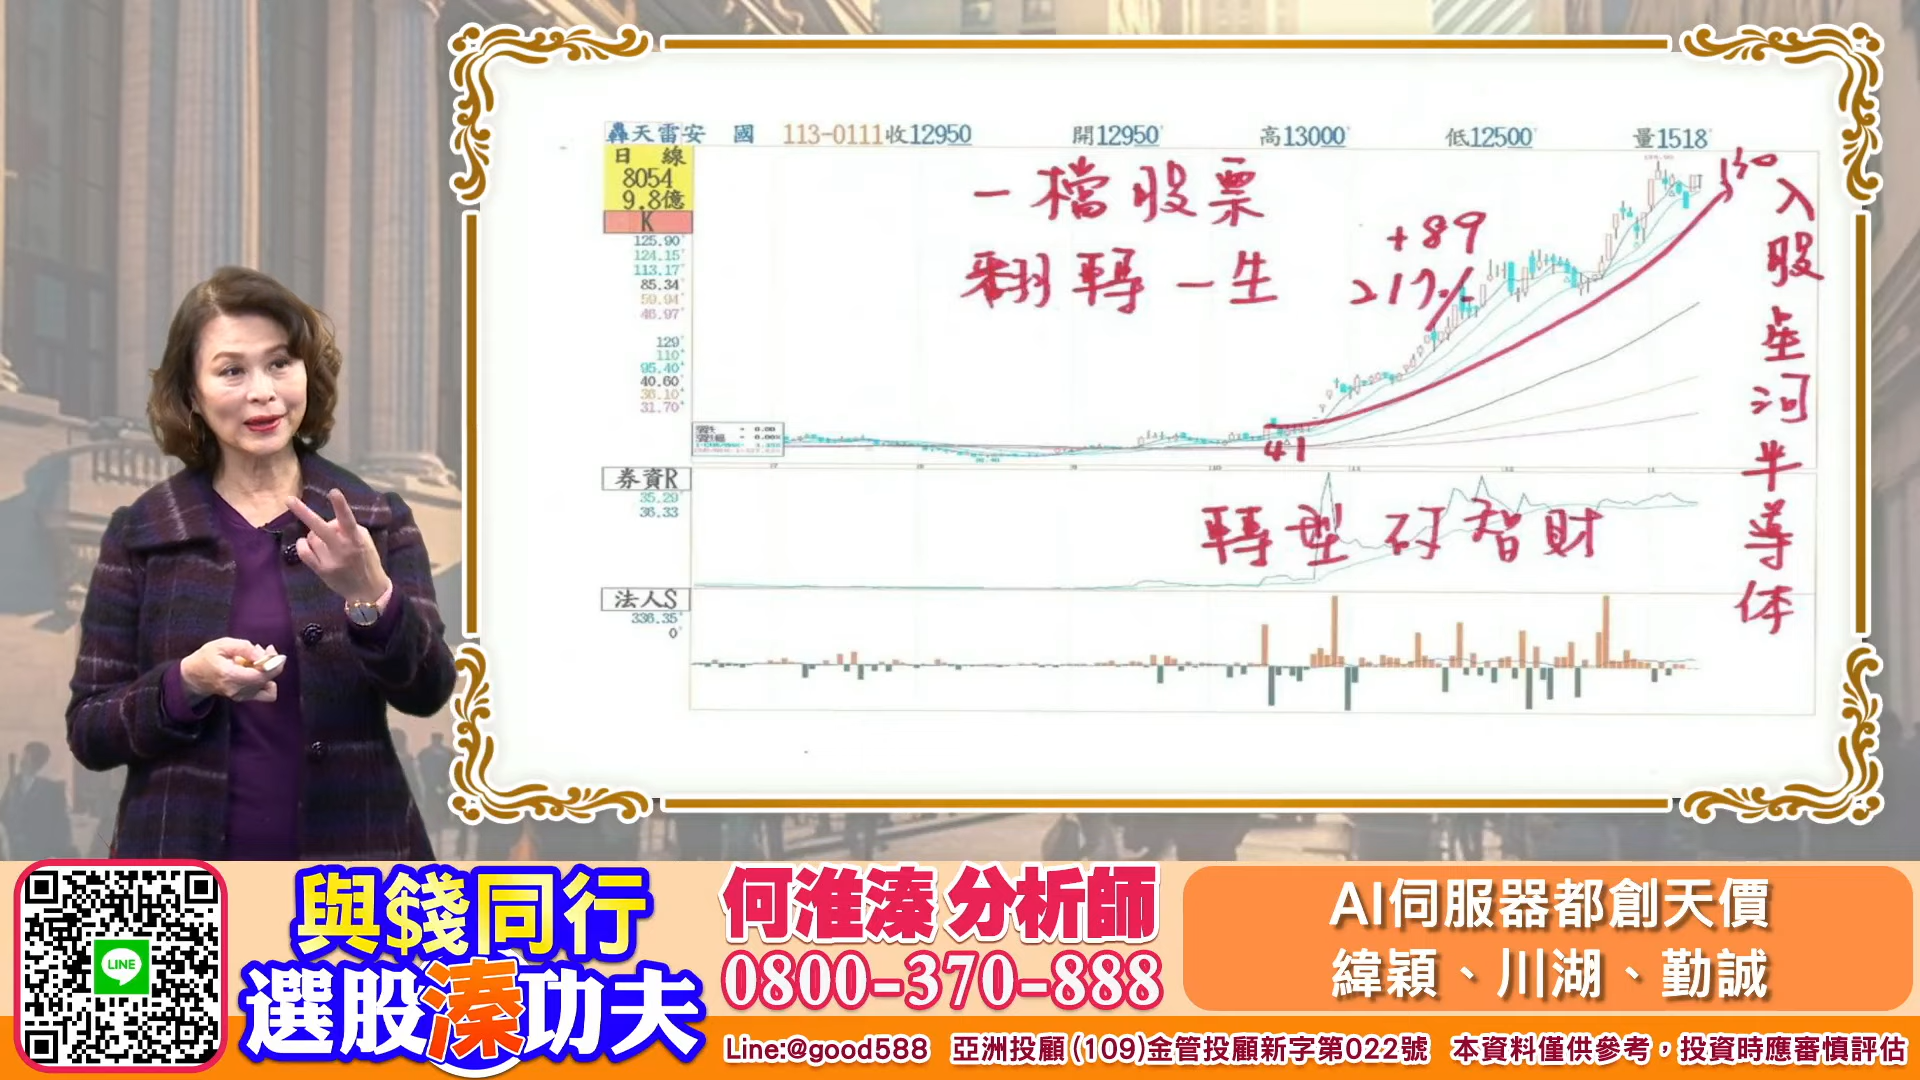 轟天雷安 國 113-0111收12950 開12950 高13000 低12500 量1518
日 線
8054
9.8億
K
125.90
124.15
113.17
85.34
59.94
46.97
129
110
95.40
40.60
36.10
31.70
一檔股票
翻轉一生
+89
217%
130
41
入股星河半導体
券資R
35.29
36.33
轉型矽智財
法人S
336.35
0
LINE
與錢同行
選股溱功夫
何淮溱 分析師
0800-370-888
AI伺服器都創天價
緯穎、川湖、勤誠
Line:@good588 亞洲投顧 (109)金管投顧新字第022號 本資料僅供參考，投資時應審慎評估